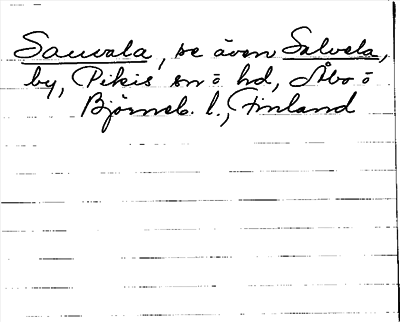 Sauvala, se även Salvela,
by, Pikis sn o hd, Åbo o
Björneb. l., Finland